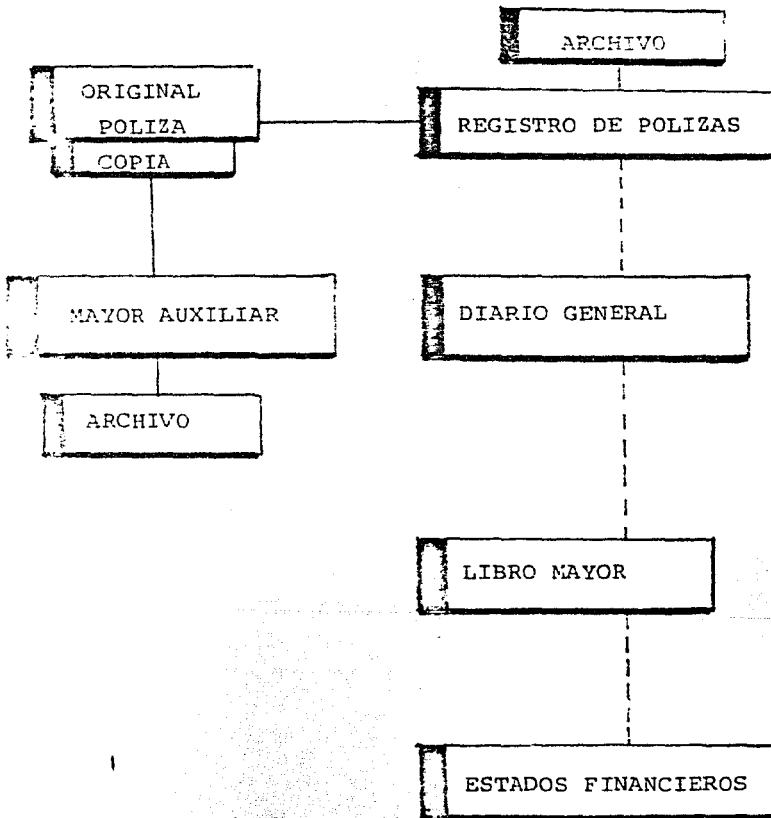 ARCHIVO
ORIGINAL
POLIZA
COPIA
REGISTRO DE POLIZAS
MAYOR AUXILIAR
DIARIO GENERAL
ARCHIVO
LIBRO MAYOR
ESTADOS FINANCIEROS